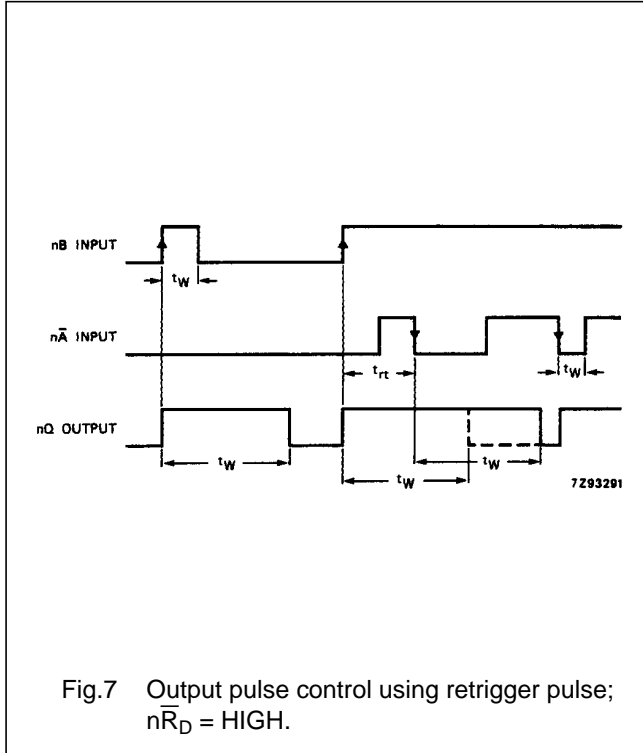 nB INPUT
tW
nA̅ INPUT
trt
tW
nQ OUTPUT
tW
tW
tW
7Z93291
Fig.7 Output pulse control using retrigger pulse;
nR̅D = HIGH.